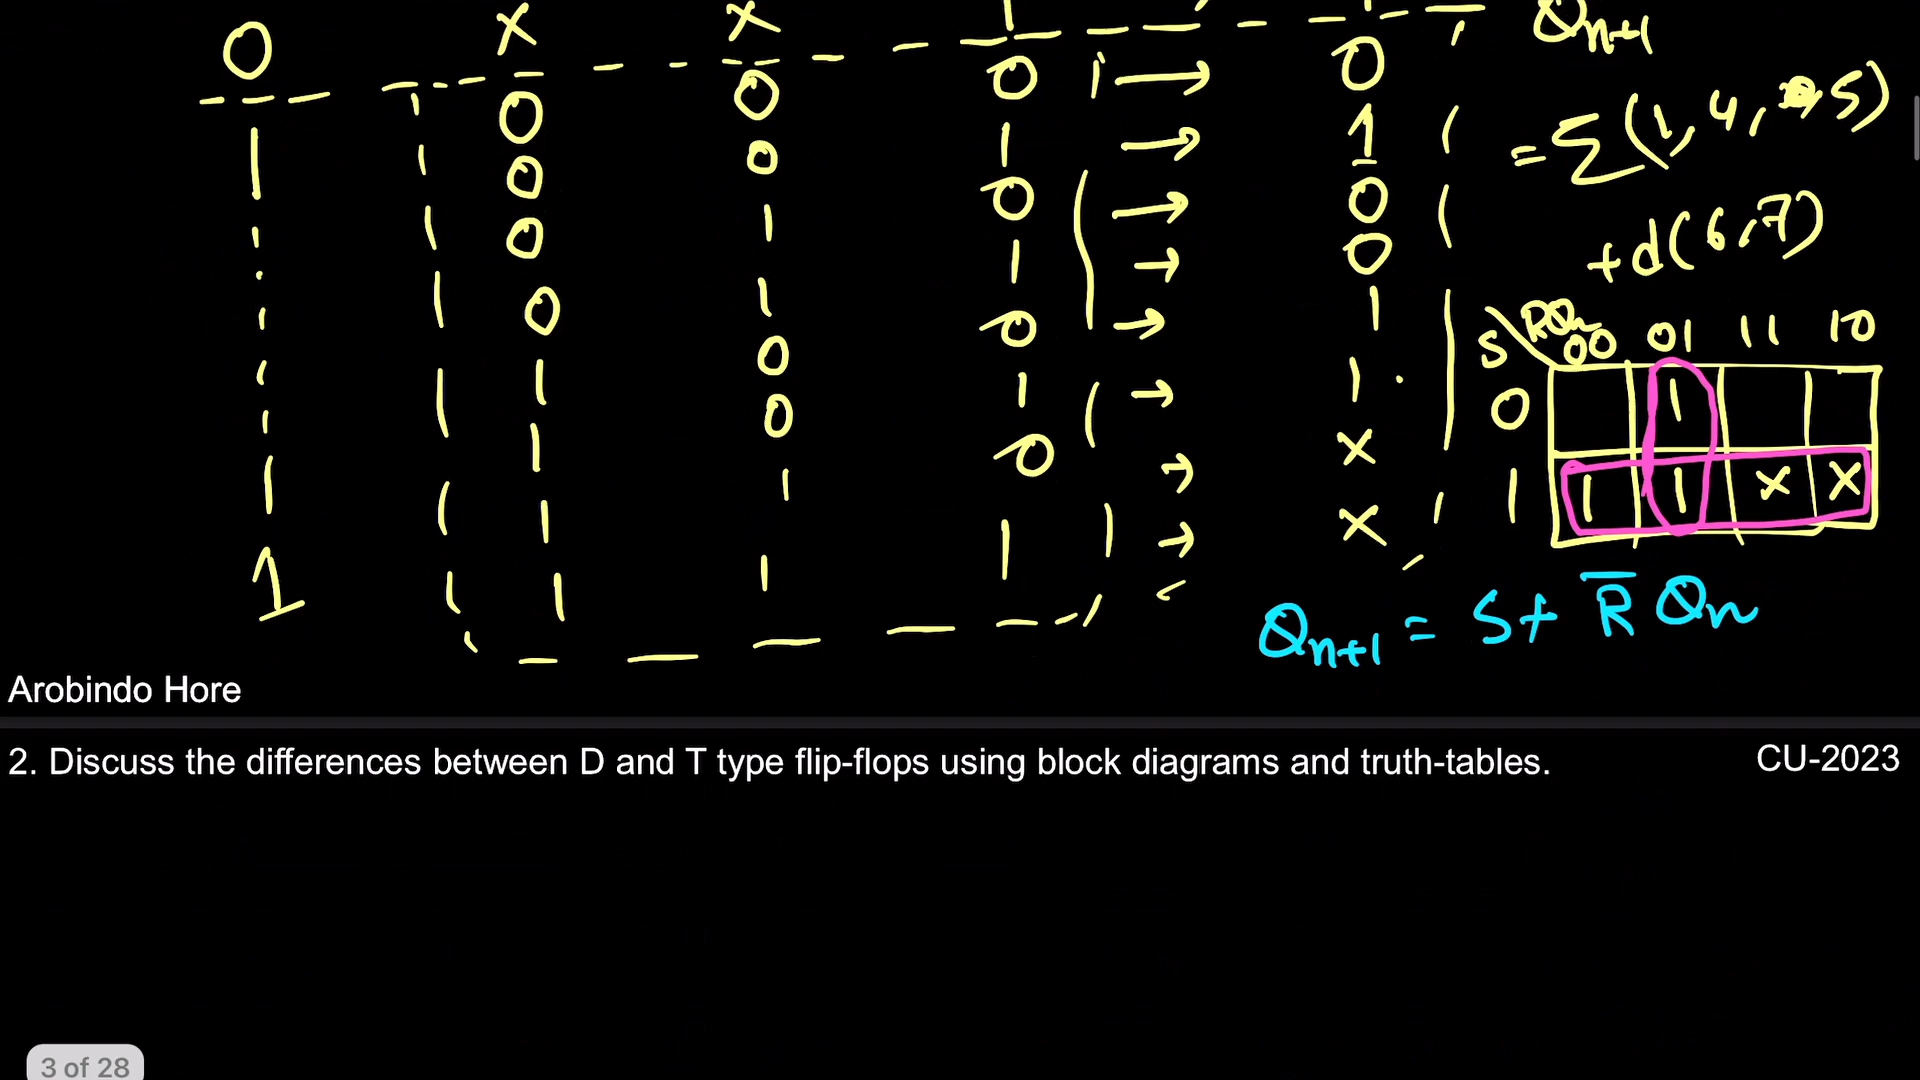 0 X X Qn+1
0 0 0 → 0
1 0 0 1 → 1
0 1 0 → 0
0 1 1 → 0
1 0 0 → 1
1 0 1 → 1
1 1 0 → X
1 1 1 1 → X
= Σ(1, 4, 5)
+ d(6, 7)
S RQn 00 01 11 10
0 1
1 1 1 X X
Qn+1 = S + R̅ Qn
Arobindo Hore
2. Discuss the differences between D and T type flip-flops using block diagrams and truth-tables. CU-2023
3 of 28